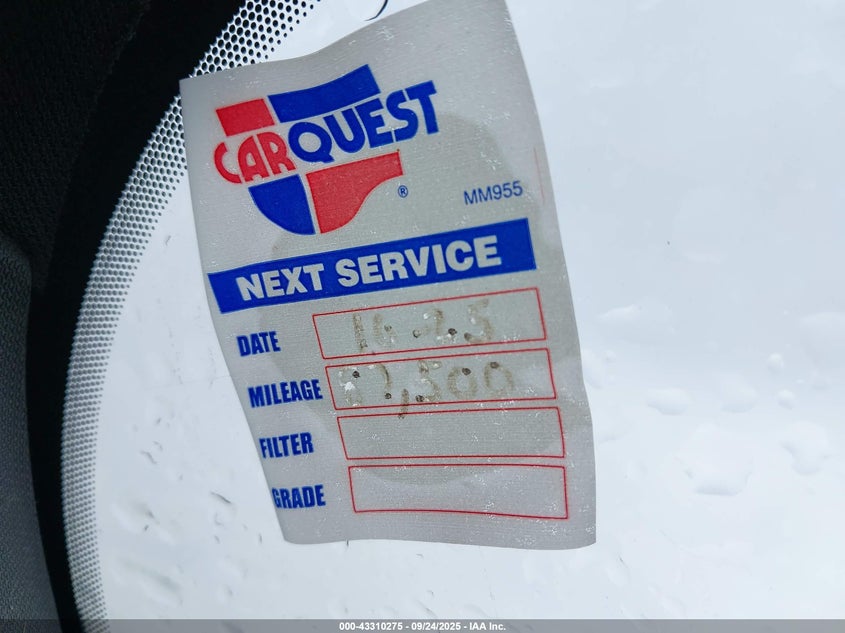 CARQUEST
®
MM955
NEXT SERVICE
DATE
MILEAGE
FILTER
GRADE
000-43310275 - 09/24/2025 - IAA Inc.